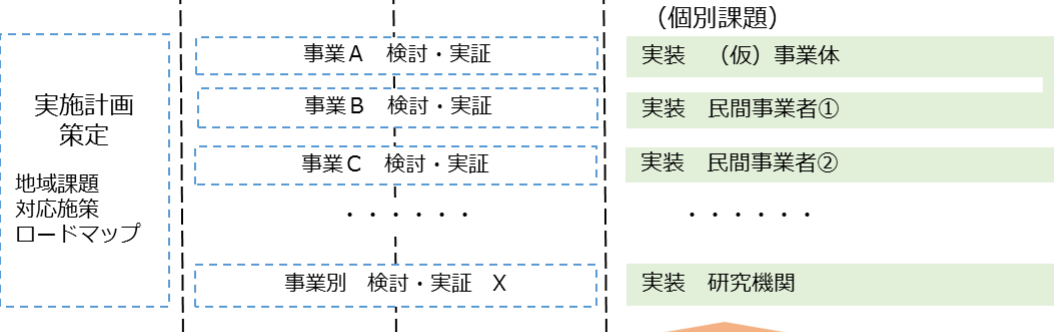 （個別課題）
実施計画
策定
地域課題
対応施策
ロードマップ
事業Ａ　検討・実証
実装　（仮）事業体
事業Ｂ　検討・実証
実装　民間事業者①
事業Ｃ　検討・実証
実装　民間事業者②
・・・・・・
・・・・・・
事業別　検討・実証　X
実装　研究機関